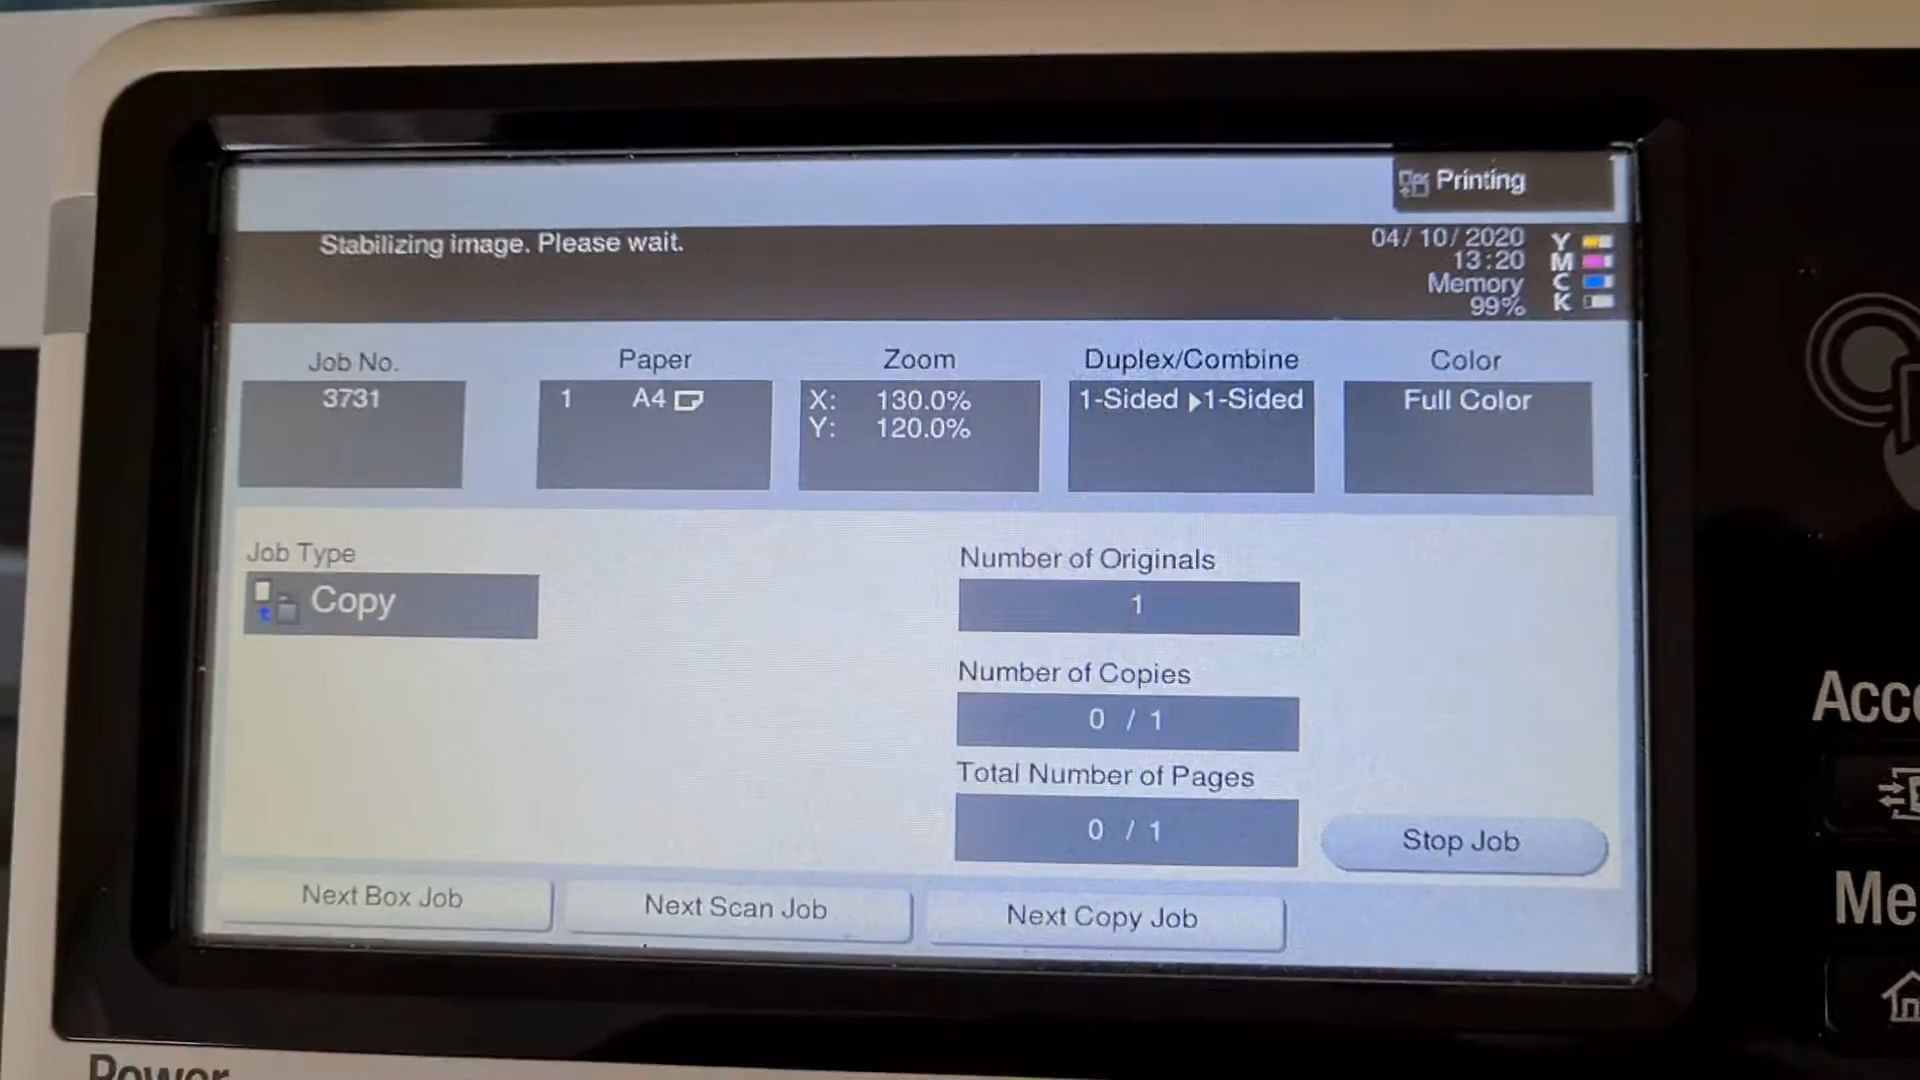 Printing
Stabilizing image. Please wait.
04/10/2020
13:20
Memory
99%
Y
M
C
K
Job No.
3731
Paper
1 A4
Zoom
X: 130.0%
Y: 120.0%
Duplex/Combine
1-Sided ▶1-Sided
Color
Full Color
Job Type
Copy
Number of Originals
1
Number of Copies
0 / 1
Total Number of Pages
0 / 1
Stop Job
Next Box Job
Next Scan Job
Next Copy Job
Acc
Me
Power